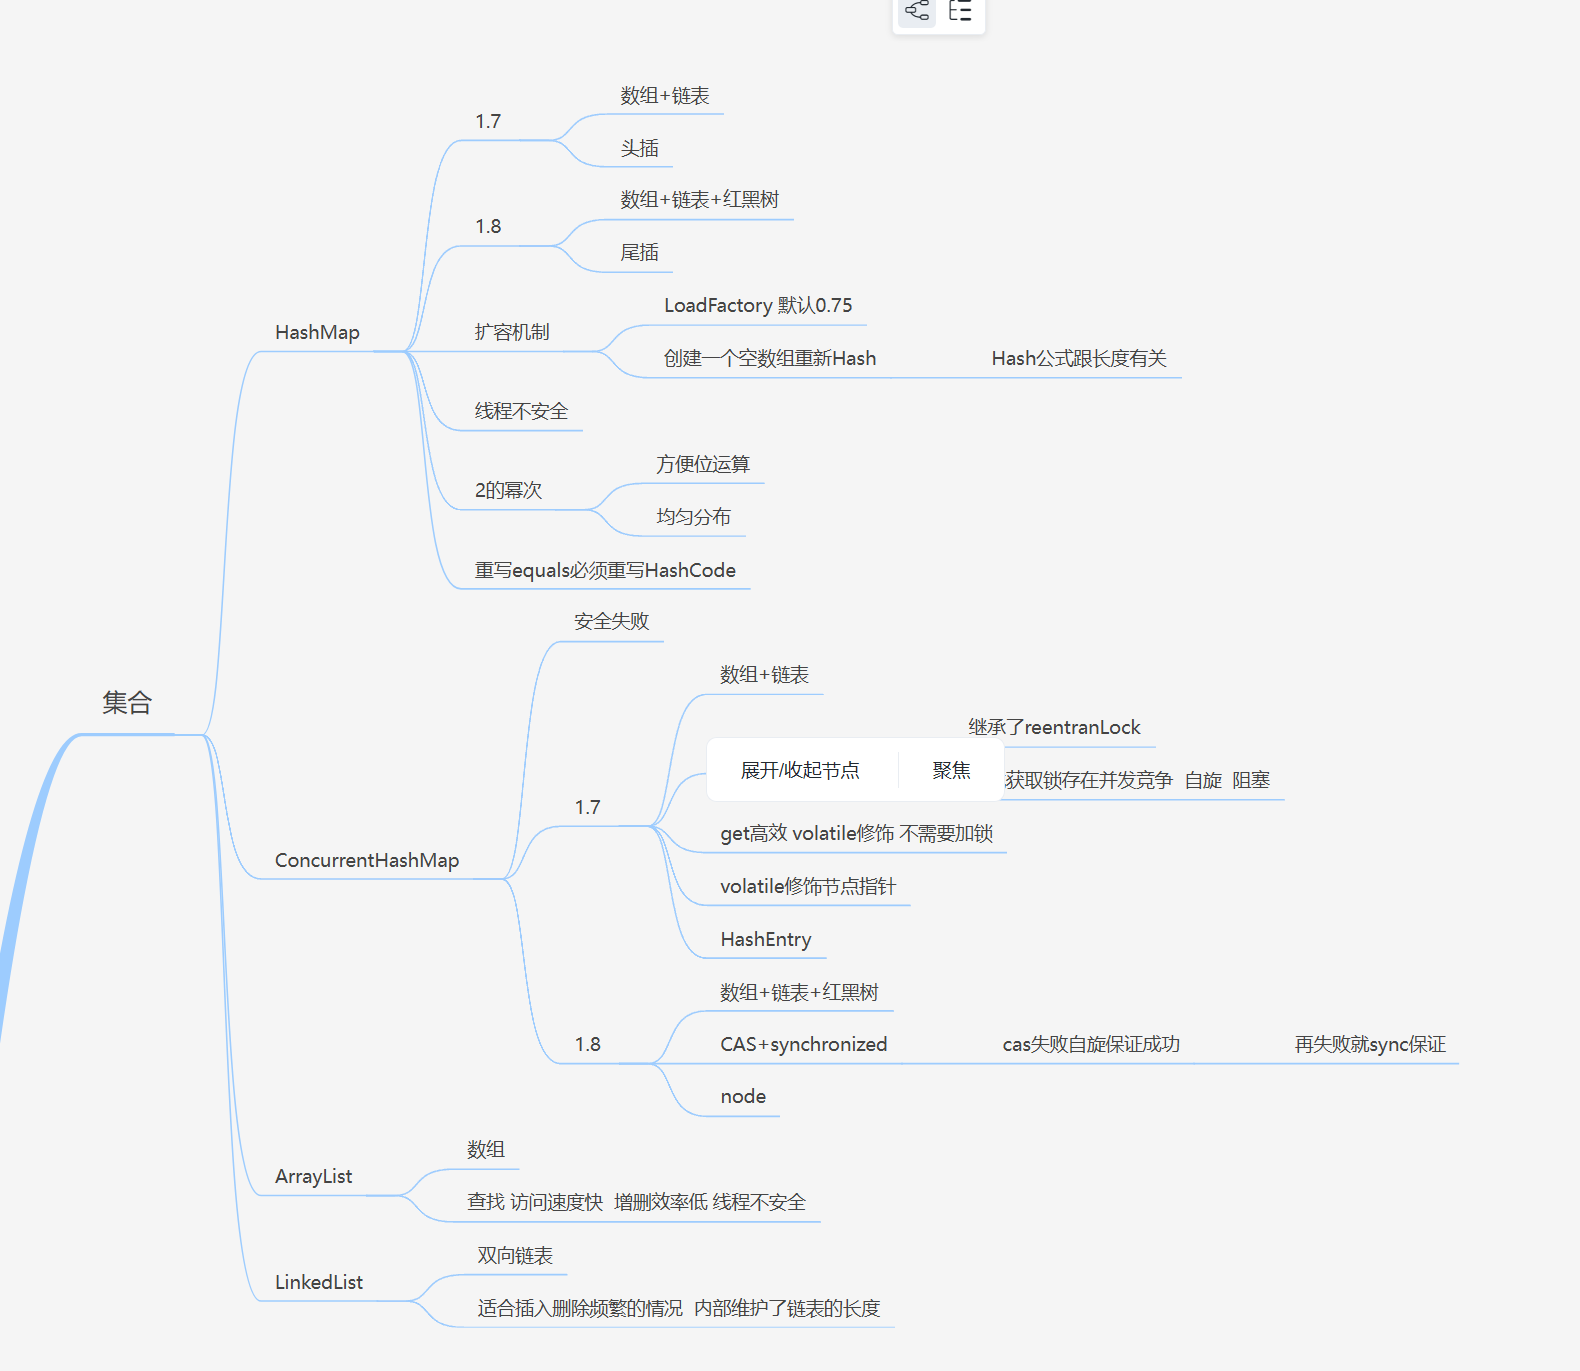 数组+链表
1.7
头插
数组+链表+红黑树
1.8
尾插
LoadFactory 默认0.75
HashMap
扩容机制
创建一个空数组重新Hash
Hash公式跟长度有关
线程不安全
方便位运算
2的幂次
均匀分布
重写equals必须重写HashCode
安全失败
数组+链表
集合
继承了reentranLock
展开/收起节点
聚焦
获取锁存在并发竞争 自旋 阻塞
1.7
get高效 volatile修饰 不需要加锁
ConcurrentHashMap
volatile修饰节点指针
HashEntry
数组+链表+红黑树
1.8
CAS+synchronized
cas失败自旋保证成功
再失败就sync保证
node
数组
ArrayList
查找 访问速度快 增删效率低 线程不安全
双向链表
LinkedList
适合插入删除频繁的情况 内部维护了链表的长度